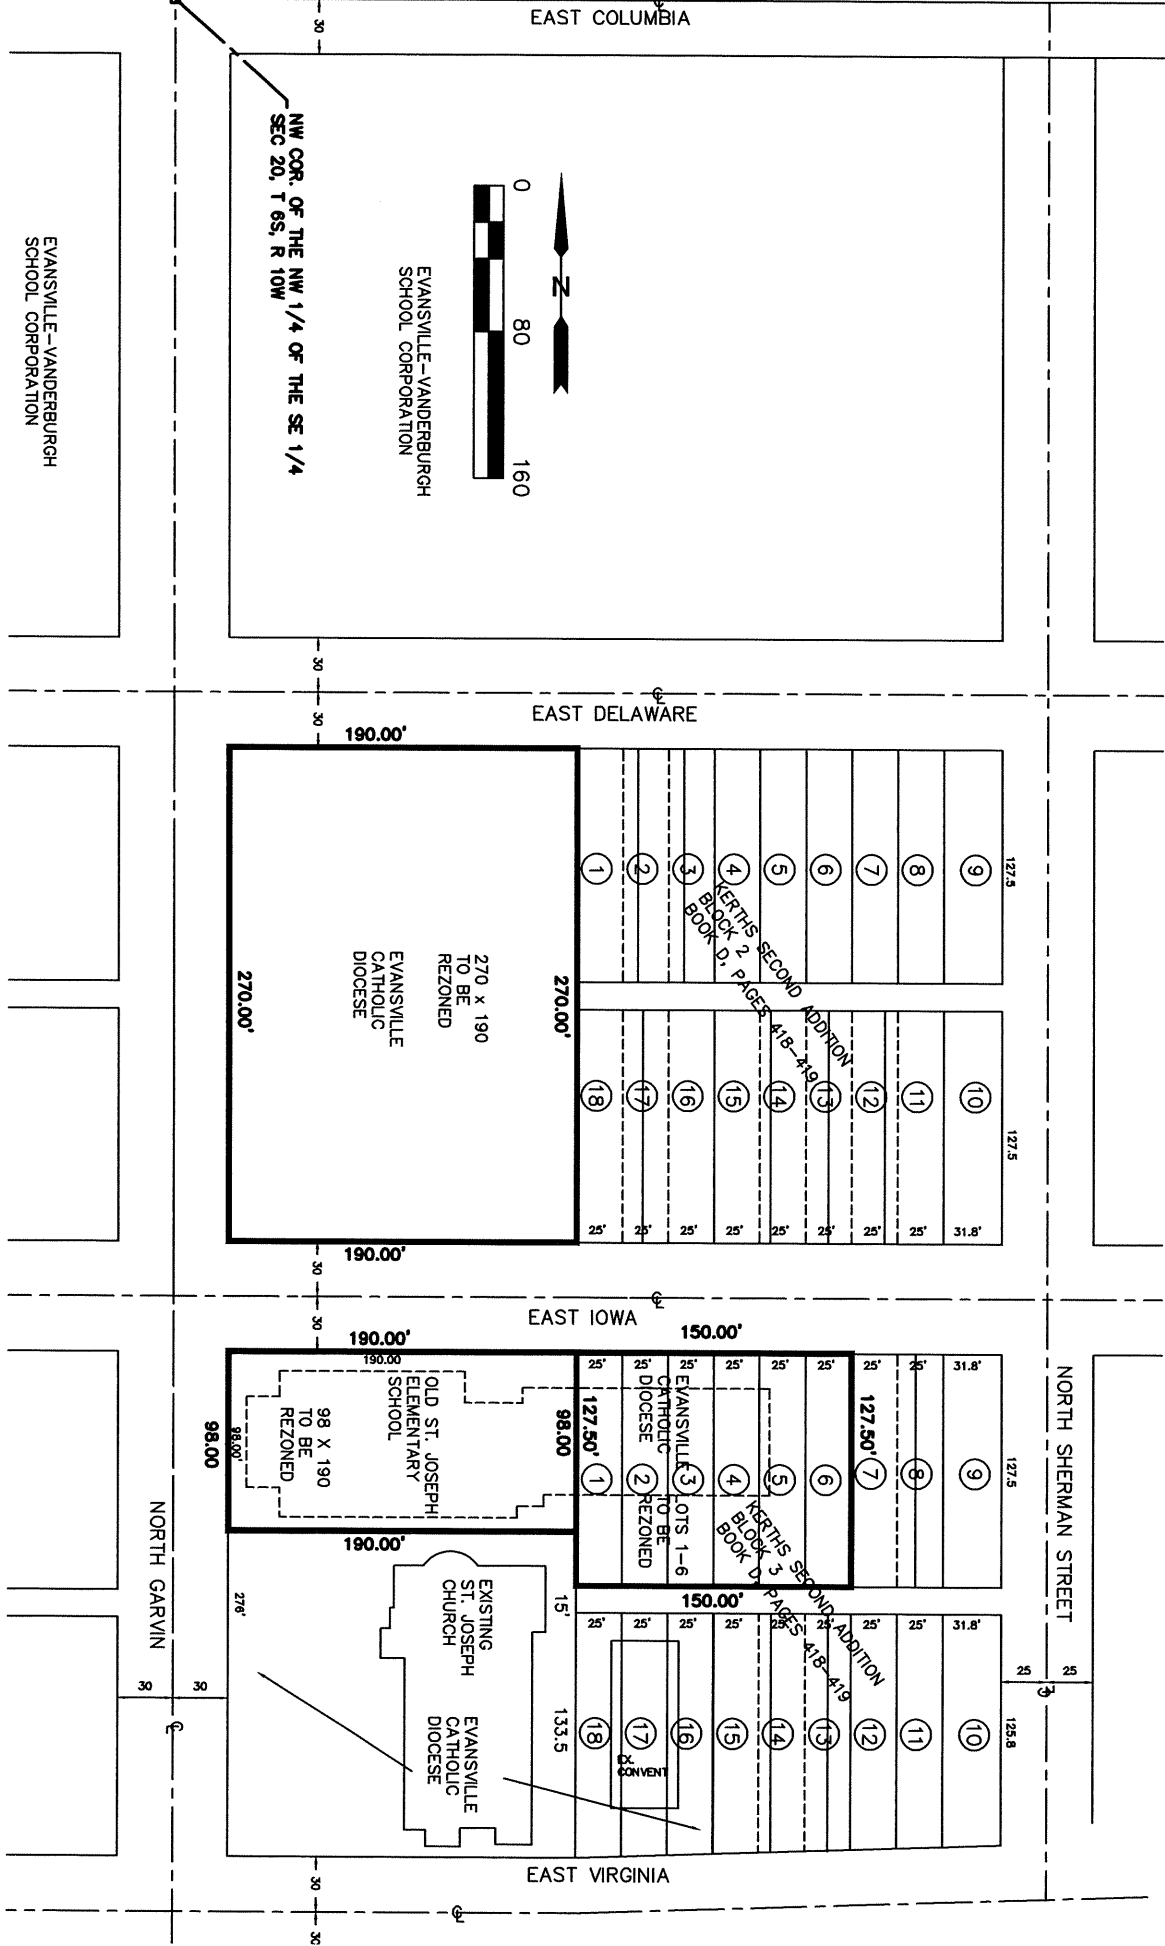 EAST COLUMBIA
30
NW COR. OF THE NW 1/4 OF THE SE 1/4
SEC 20, T 6S, R 10W
0
80
160
N
EVANSVILLE-VANDERBURGH
SCHOOL CORPORATION
EVANSVILLE-VANDERBURGH
SCHOOL CORPORATION
30
30
EAST DELAWARE
190.00'
270.00'
270.00'
270 x 190
TO BE
REZONED
EVANSVILLE
CATHOLIC
DIOCESE
1
2
3
4
5
6
7
8
9
127.5
KERTHS SECOND ADDITION
BLOCK 2
BOOK D, PAGES 418-419
18
17
16
15
14
13
12
11
10
127.5
25'
25'
25'
25'
25'
25'
25'
25'
31.8'
190.00'
30
30
EAST IOWA
190.00'
190.00
150.00'
25'
25'
25'
25'
25'
25'
25'
25'
31.8'
OLD ST. JOSEPH
ELEMENTARY
SCHOOL
98 X 190
TO BE
REZONED
98.00
98.00'
98.00
127.50'
127.50'
EVANSVILLE
CATHOLIC
DIOCESE
LOTS 1-6
TO BE
REZONED
1
2
3
4
5
6
7
8
9
127.5
KERTHS SECOND ADDITION
BLOCK 3
BOOK D, PAGES 418-419
190.00'
150.00'
NORTH GARVIN
NORTH SHERMAN STREET
276'
EXISTING
ST. JOSEPH
CHURCH
EVANSVILLE
CATHOLIC
DIOCESE
15'
133.5
25'
25'
25'
25'
25'
25'
25'
25'
31.8'
18
17
16
15
14
13
12
11
10
125.8
EX.
CONVENT
30
30
25
25
EAST VIRGINIA
30
30